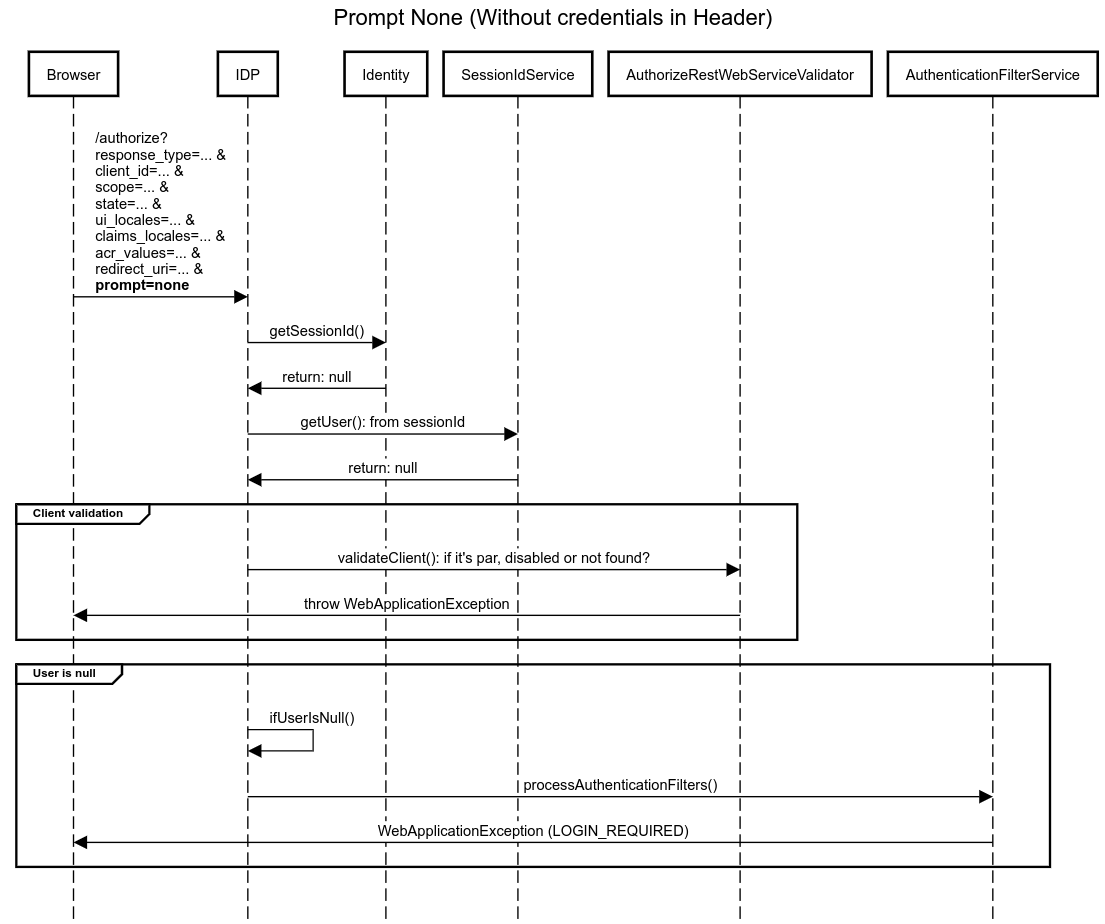 Prompt None (Without credentials in Header)
Browser
IDP
Identity
SessionIdService
AuthorizeRestWebServiceValidator
AuthenticationFilterService
/authorize?
response_type=... &
client_id=... &
scope=... &
state=... &
ui_locales=... &
claims_locales=... &
acr_values=... &
redirect_uri=... &
prompt=none
getSessionId()
return: null
getUser(): from sessionId
return: null
Client validation
validateClient(): if it's par, disabled or not found?
throw WebApplicationException
User is null
ifUserIsNull()
processAuthenticationFilters()
WebApplicationException (LOGIN_REQUIRED)